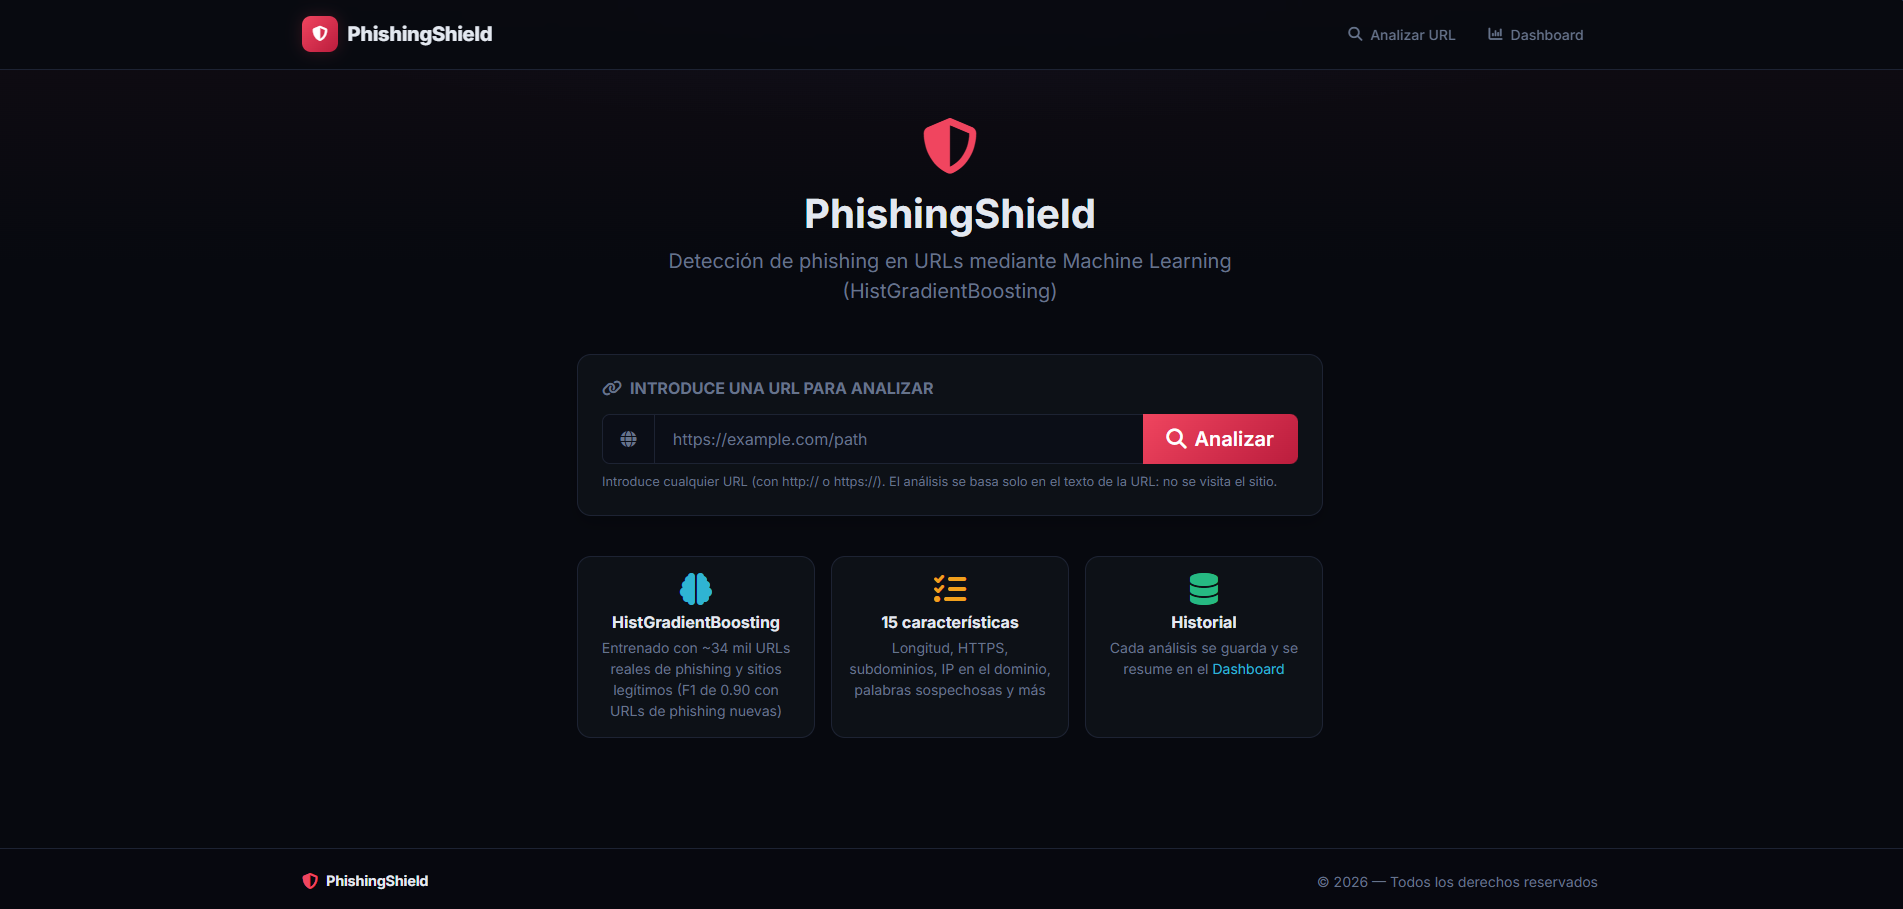 PhishingShield
Analizar URL
Dashboard
PhishingShield
Detección de phishing en URLs mediante Machine Learning
(HistGradientBoosting)
INTRODUCE UNA URL PARA ANALIZAR
https://example.com/path
Analizar
Introduce cualquier URL (con http:// o https://). El análisis se basa solo en el texto de la URL: no se visita el sitio.
HistGradientBoosting
Entrenado con ~34 mil URLs
reales de phishing y sitios
legítimos (F1 de 0.90 con
URLs de phishing nuevas)
15 características
Longitud, HTTPS,
subdominios, IP en el dominio,
palabras sospechosas y más
Historial
Cada análisis se guarda y se
resume en el Dashboard
PhishingShield
© 2026 — Todos los derechos reservados